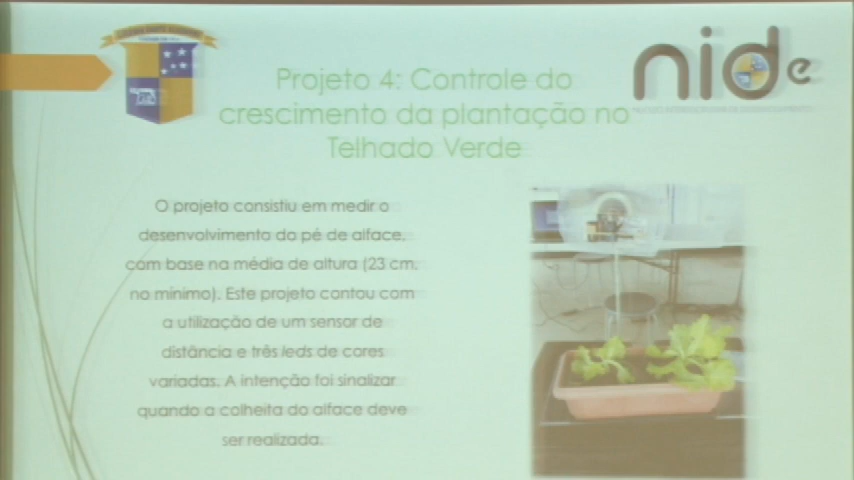 nide
Projeto 4: Controle do
crescimento da plantação no
Telhado Verde
O projeto consistiu em medir o
desenvolvimento do pé de alface,
com base na média de altura (23 cm,
no mínimo). Este projeto contou com
a utilização de um sensor de
distância e três leds de cores
variadas. A intenção foi sinalizar
quando a colheita do alface deve
ser realizada.